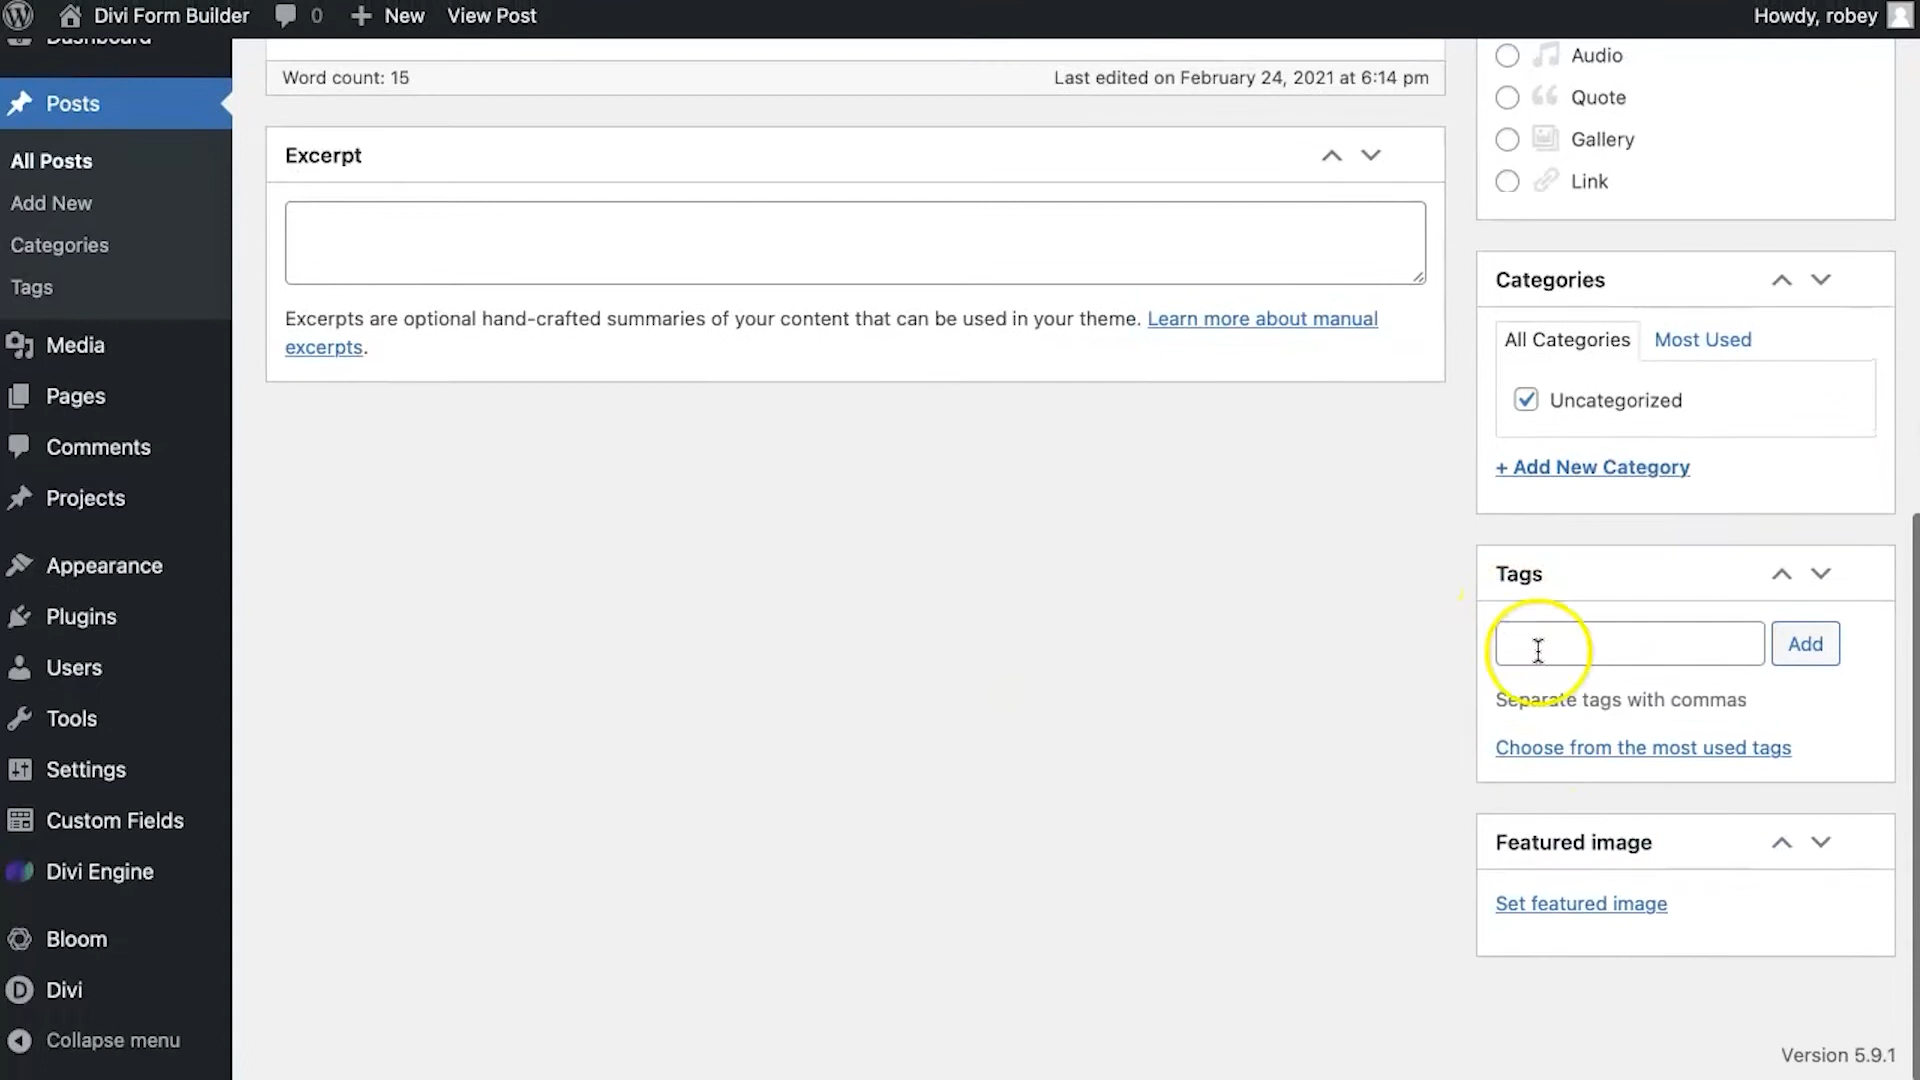 Divi Form Builder
0
New
View Post
Howdy, robey
Dashboard
Posts
All Posts
Add New
Categories
Tags
Media
Pages
Comments
Projects
Appearance
Plugins
Users
Tools
Settings
Custom Fields
Divi Engine
Bloom
Divi
Collapse menu
Word count: 15
Last edited on February 24, 2021 at 6:14 pm
Excerpt
Excerpts are optional hand-crafted summaries of your content that can be used in your theme. Learn more about manual
excerpts.
Audio
Quote
Gallery
Link
Categories
All Categories
Most Used
Uncategorized
+ Add New Category
Tags
Add
Separate tags with commas
Choose from the most used tags
Featured image
Set featured image
Version 5.9.1